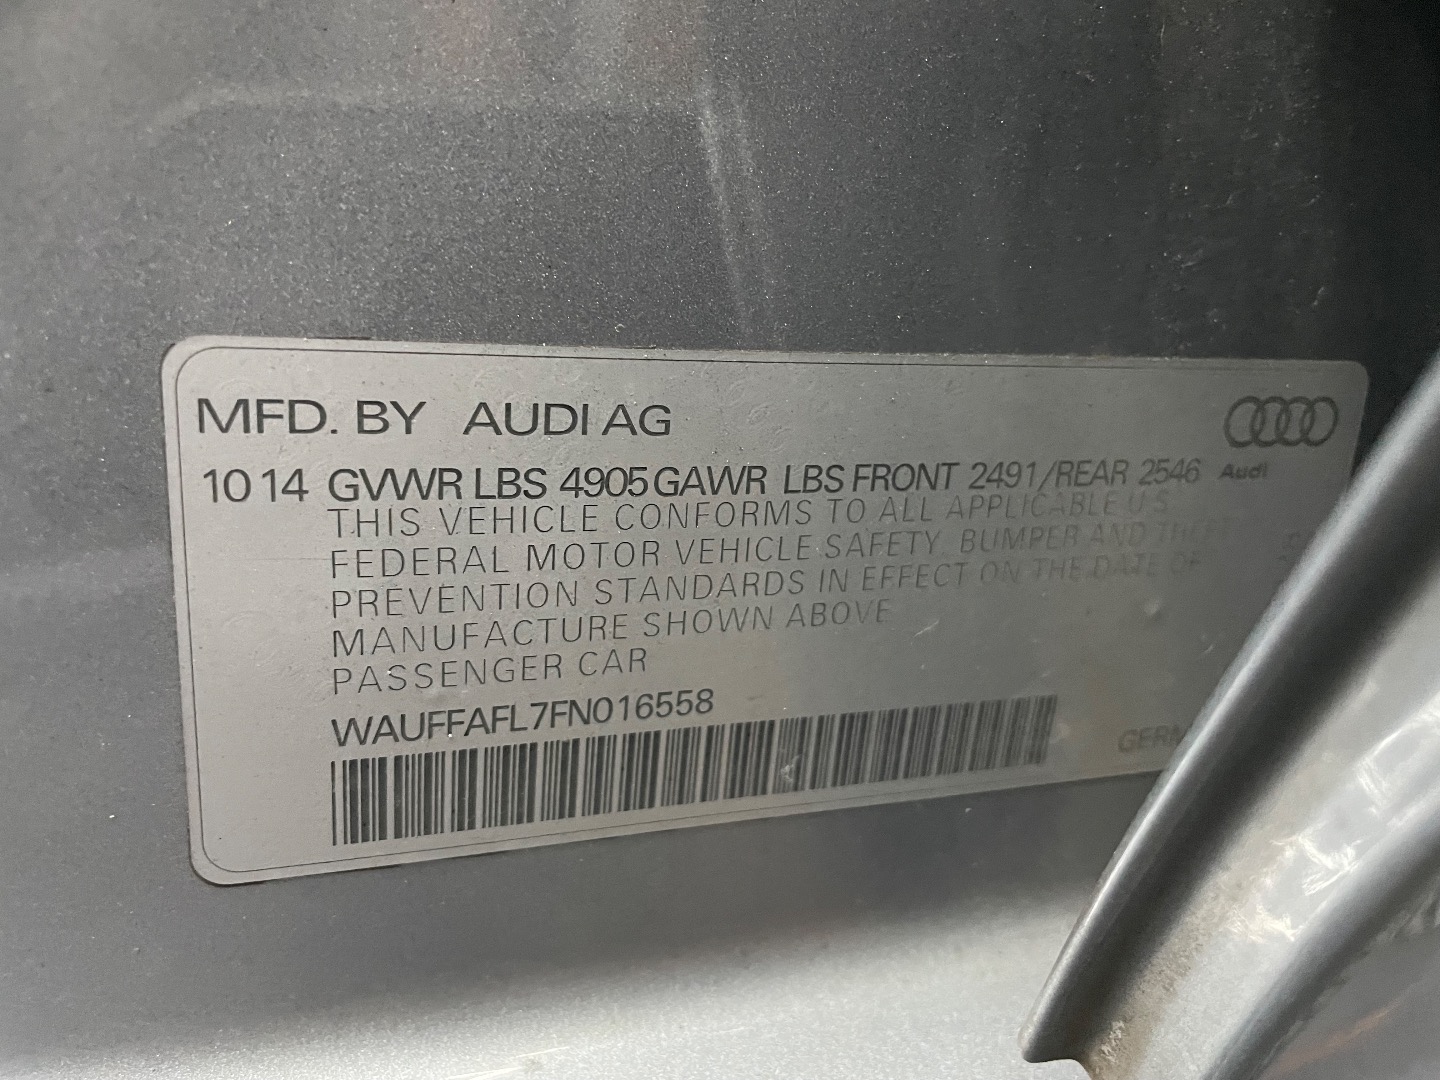 MFD. BY AUDI AG
10 14 GVWR LBS 4905 GAWR LBS FRONT 2491/REAR 2546
Audi
THIS VEHICLE CONFORMS TO ALL APPLICABLE U S
FEDERAL MOTOR VEHICLE SAFETY, BUMPER AND THEFT
PREVENTION STANDARDS IN EFFECT ON THE DATE OF
MANUFACTURE SHOWN ABOVE
PASSENGER CAR
WAUFFAFL7FN016558